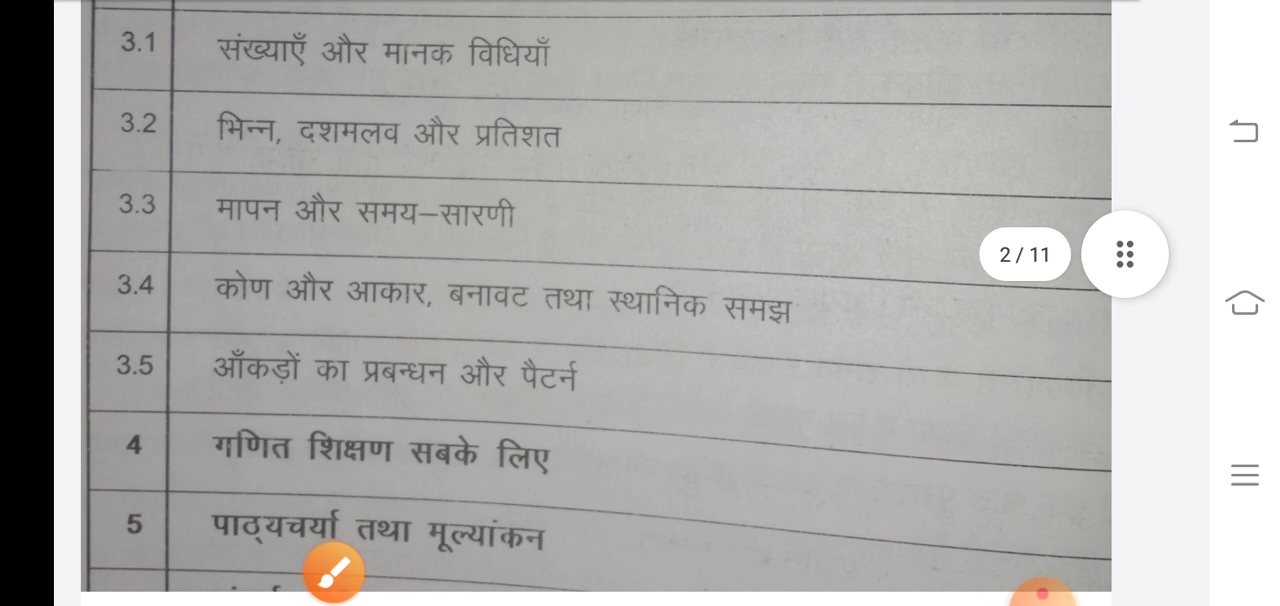 3.1 संख्याएँ और मानक विधियाँ
3.2 भिन्न, दशमलव और प्रतिशत
3.3 मापन और समय–सारणी
2 / 11
3.4 कोण और आकार, बनावट तथा स्थानिक समझ
3.5 आँकड़ों का प्रबन्धन और पैटर्न
4 गणित शिक्षण सबके लिए
5 पाठ्यचर्या तथा मूल्यांकन